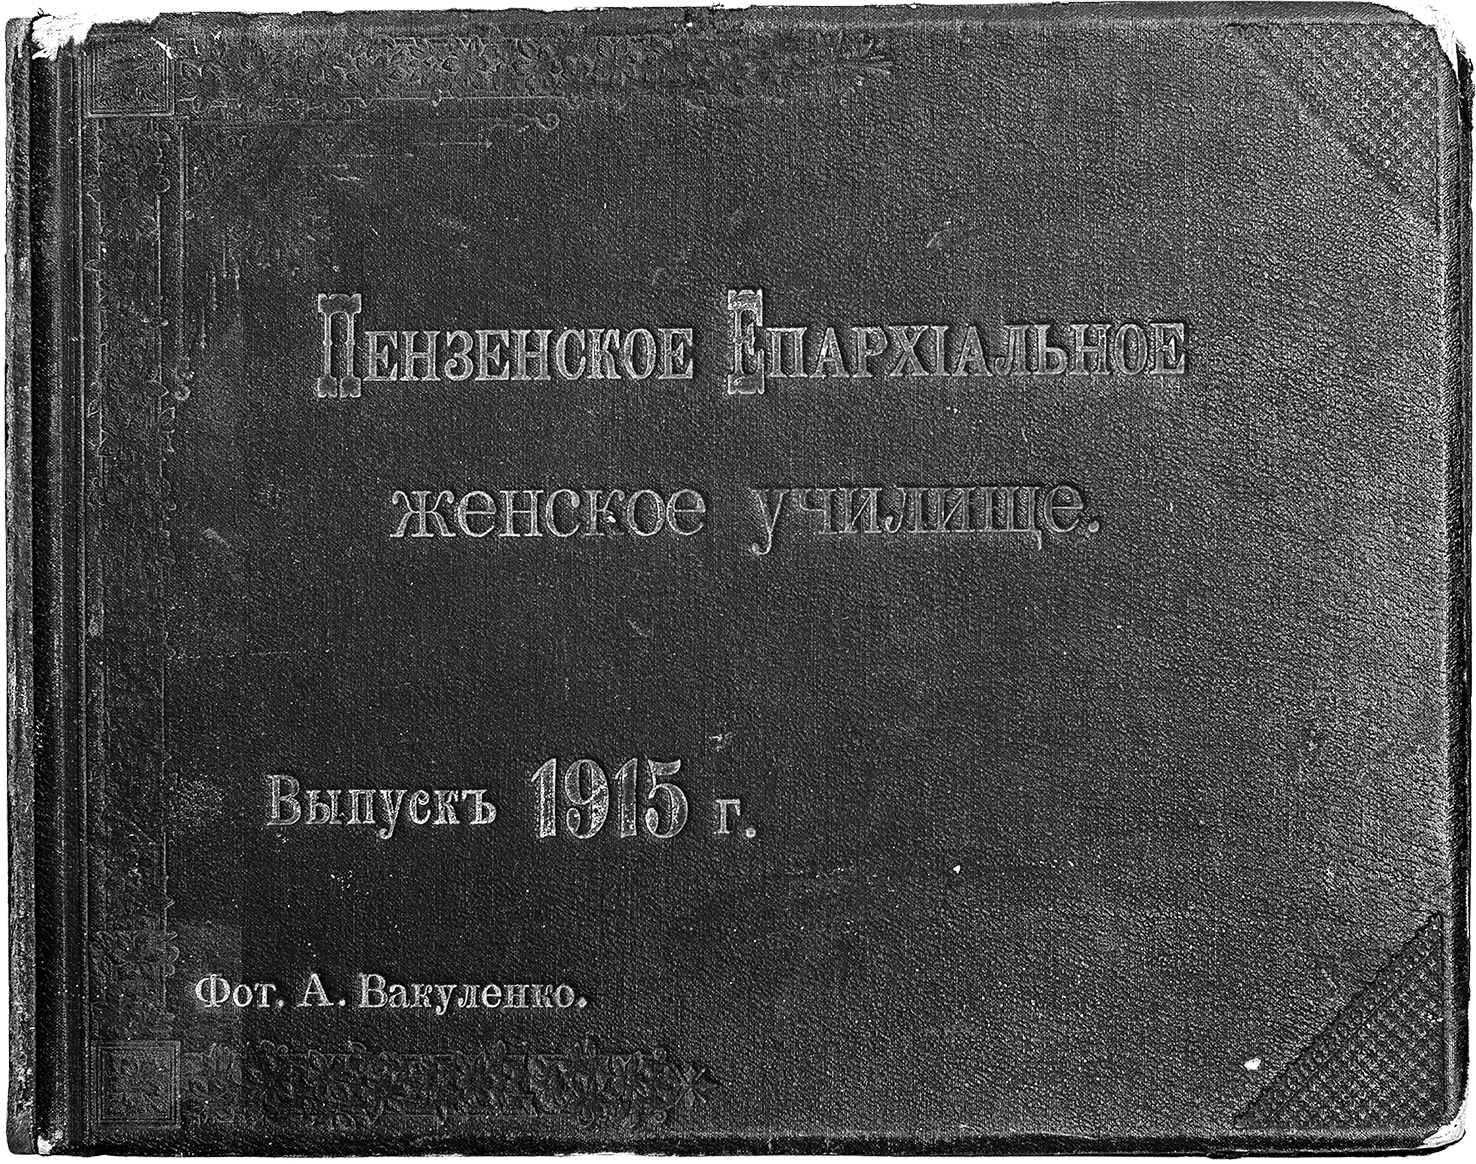 Пензенское Епархіальное
женское училище.
Выпускъ 1915 г.
Фот. А. Вакуленко.